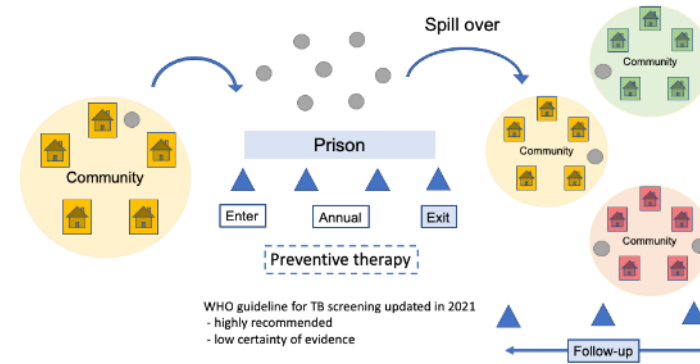 Spill over
Community
Community
Prison
Community
Community
Enter
Annual
Exit
Preventive therapy
WHO guideline for TB screening updated in 2021
- highly recommended
- low certainty of evidence
Follow-up